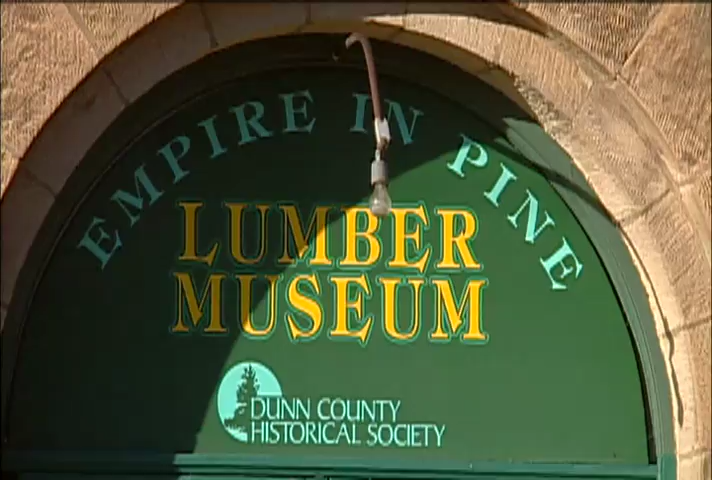 EMPIRE IN PINE
LUMBER
MUSEUM
DUNN COUNTY
HISTORICAL SOCIETY